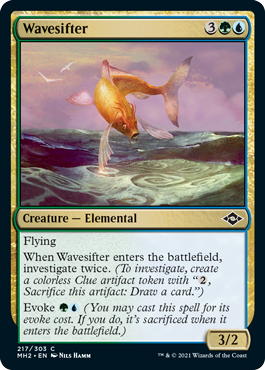 Wavesifter 3
Creature — Elemental
Flying
When Wavesifter enters the battlefield,
investigate twice. (To investigate, create
a colorless Clue artifact token with “2,
Sacrifice this artifact: Draw a card.”)
Evoke (You may cast this spell for its
evoke cost. If you do, it’s sacrificed when it
enters the battlefield.)
3/2
217/303 C
MH2 • EN Nils Hamm ™ & © 2021 Wizards of the Coast